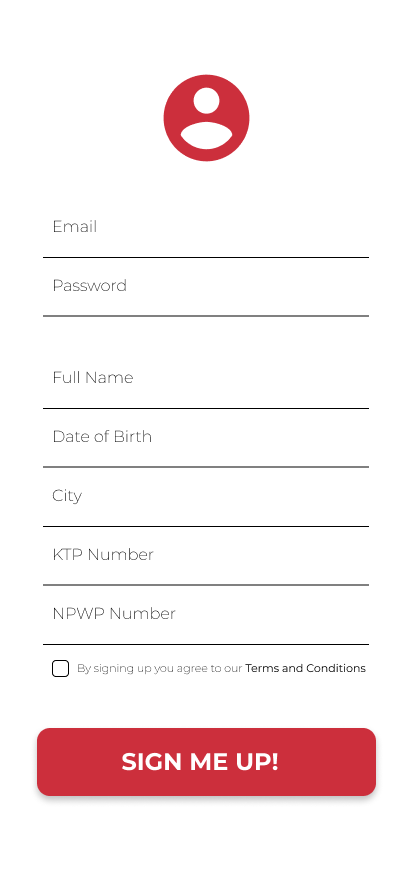 Email
Password
Full Name
Date of Birth
City
KTP Number
NPWP Number
By signing up you agree to our Terms and Conditions
SIGN ME UP!